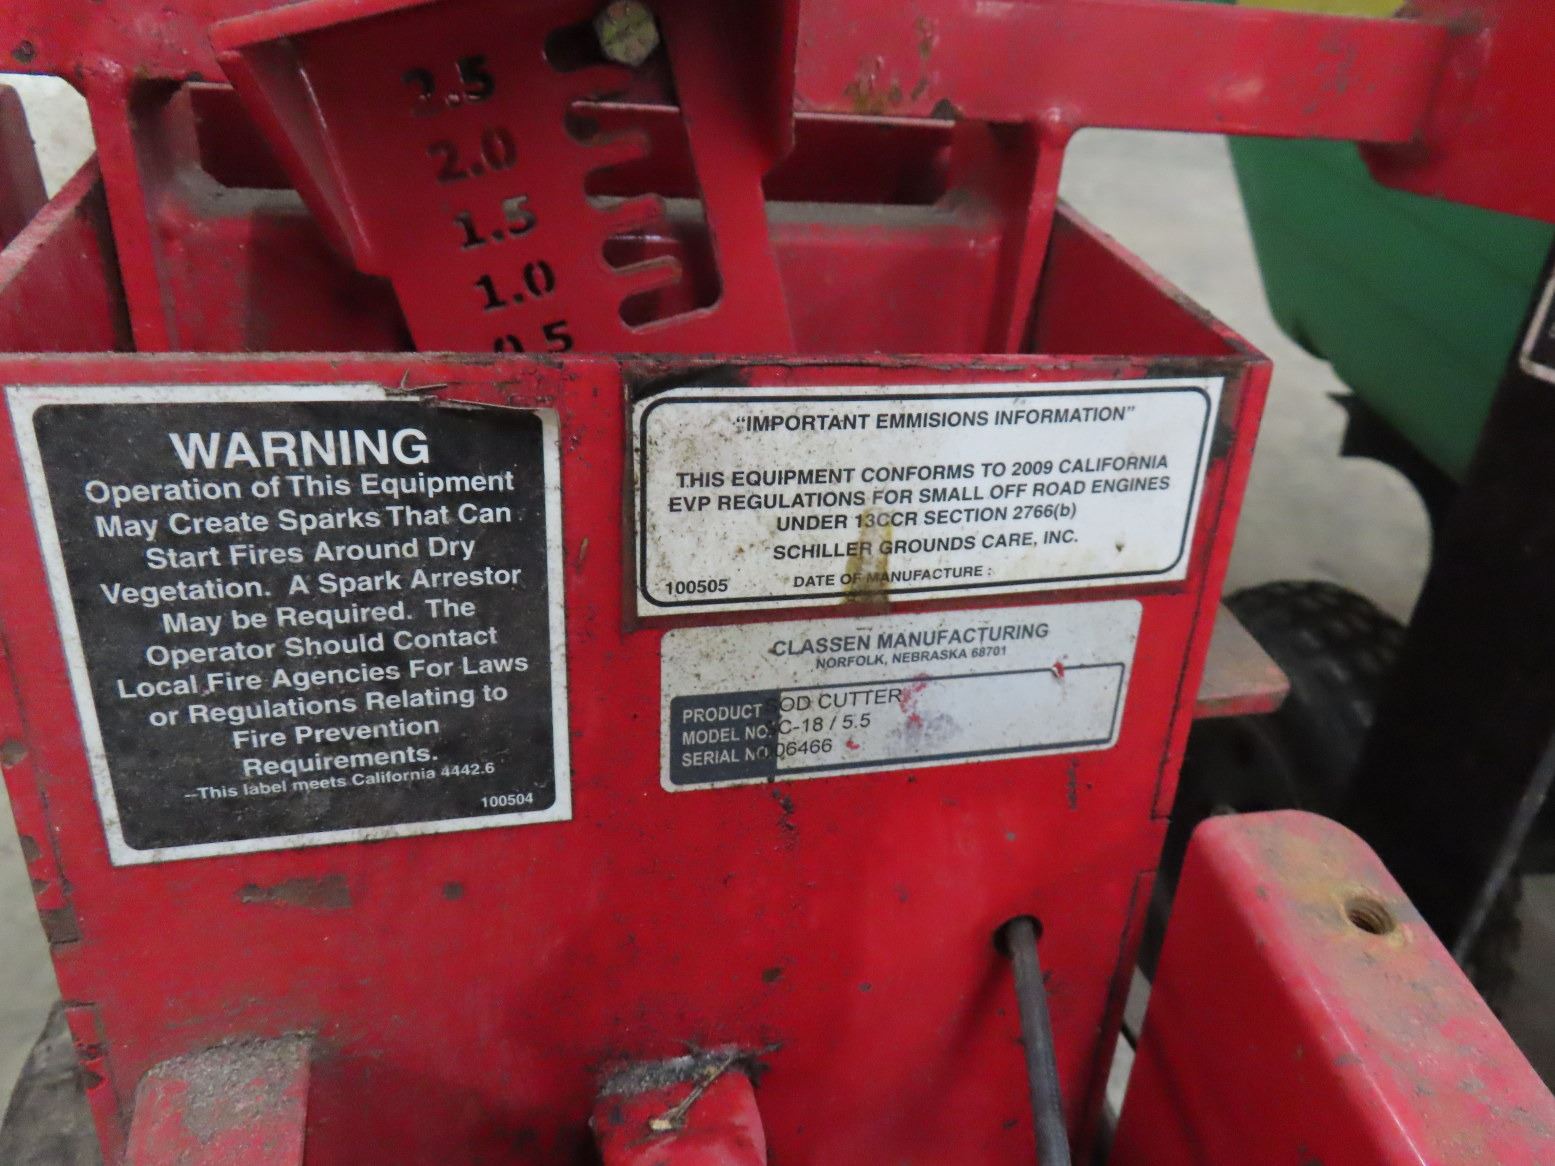 2.5
2.0
1.5
1.0
0.5
WARNING
Operation of This Equipment
May Create Sparks That Can
Start Fires Around Dry
Vegetation. A Spark Arrestor
May be Required. The
Operator Should Contact
Local Fire Agencies For Laws
or Regulations Relating to
Fire Prevention
Requirements.
--This label meets California 4442.6
100504
"IMPORTANT EMMISIONS INFORMATION"
THIS EQUIPMENT CONFORMS TO 2009 CALIFORNIA
EVP REGULATIONS FOR SMALL OFF ROAD ENGINES
UNDER 13CCR SECTION 2766(b)
SCHILLER GROUNDS CARE, INC.
100505 DATE OF MANUFACTURE :
CLASSEN MANUFACTURING
NORFOLK, NEBRASKA 68701
PRODUCT SOD CUTTER
MODEL NO. SC-18 / 5.5
SERIAL NO. 06466